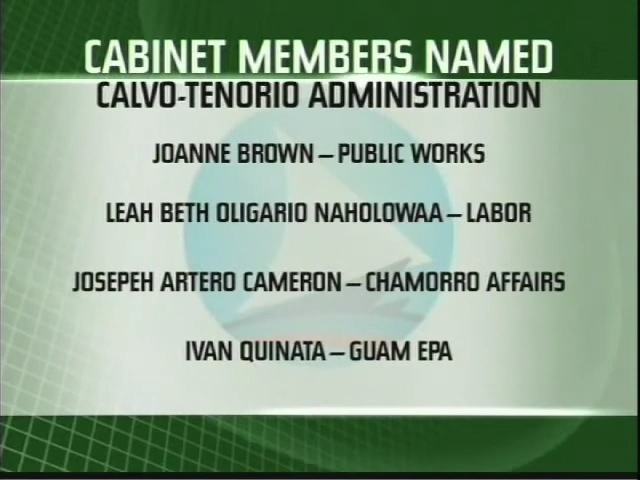 CABINET MEMBERS NAMED
CALVO-TENORIO ADMINISTRATION
JOANNE BROWN – PUBLIC WORKS
LEAH BETH OLIGARIO NAHOLOWAA – LABOR
JOSEPEH ARTERO CAMERON – CHAMORRO AFFAIRS
IVAN QUINATA – GUAM EPA